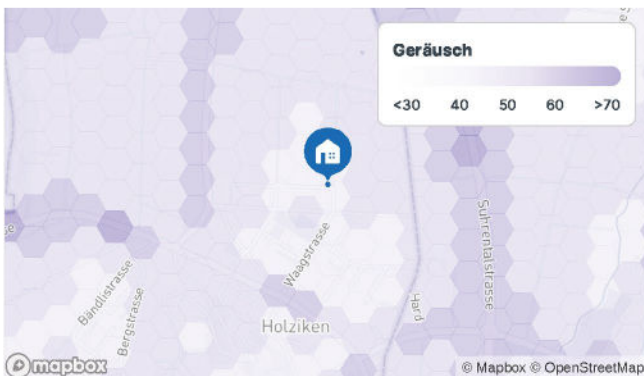 Geräusch
<30 40 50 60 >70
Suhrentalstrasse
Waagstrasse
Bändlistrasse
Bergstrasse
Hard
Holziken
mapbox
© Mapbox © OpenStreetMap